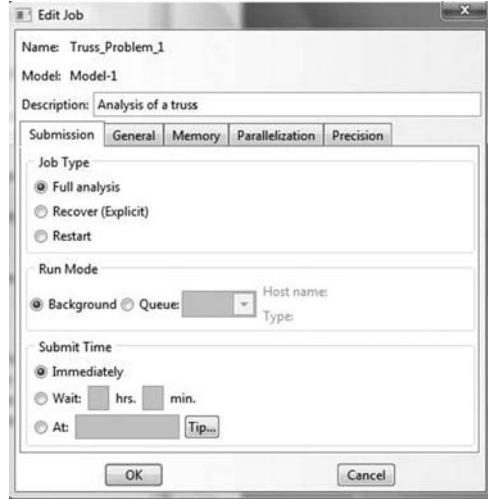 Edit Job
Name: Truss_Problem_1
Model: Model-1
Description: Analysis of a truss
Submission General Memory Parallelization Precision
Job Type
Full analysis
Recover (Explicit)
Restart
Run Mode
Background Queue: Host name:
Type:
Submit Time
Immediately
Wait: hrs. min.
At: Tip...
OK Cancel